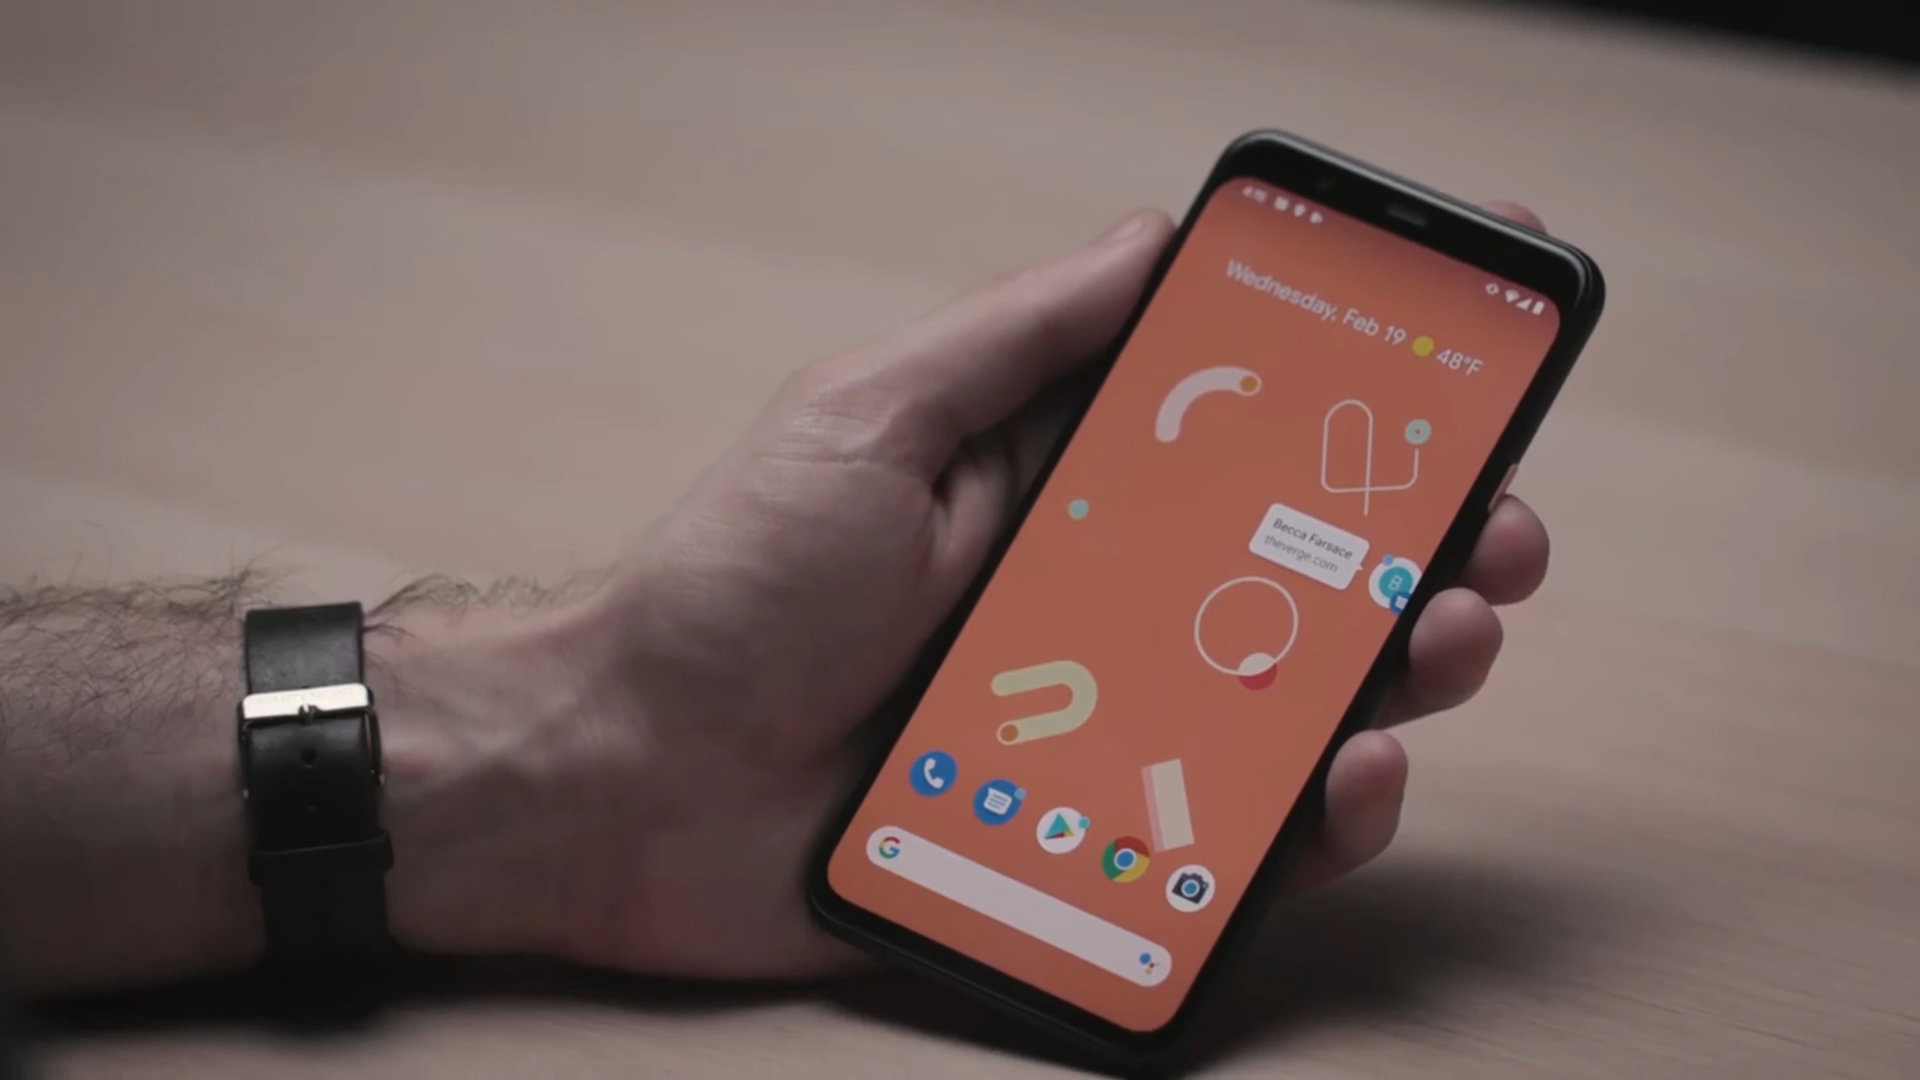 Wednesday, Feb 19 48°F
Becca Farsace
theverge.com
B
G